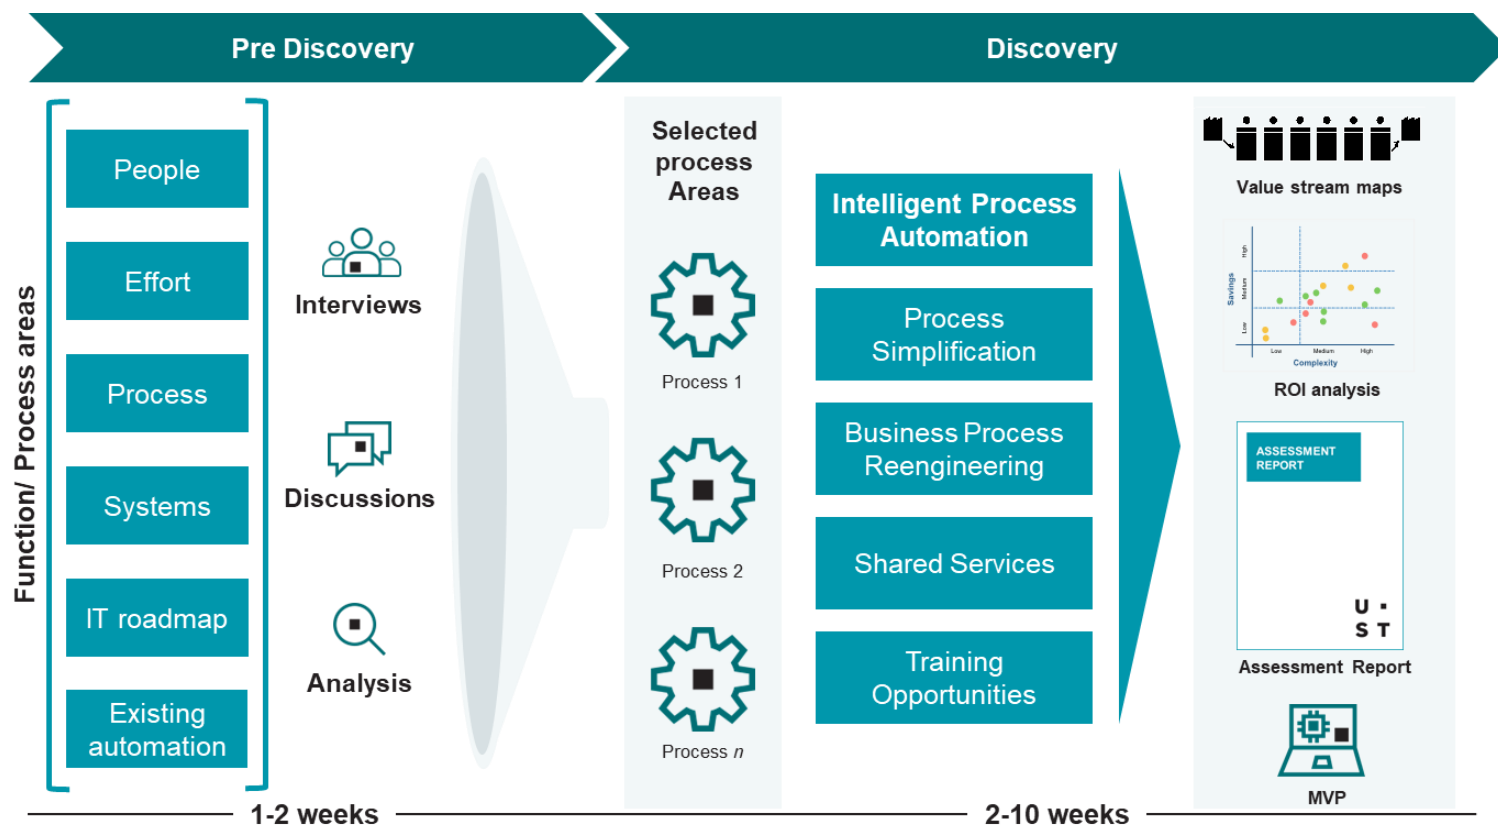 Pre Discovery
Discovery
Function/ Process areas
People
Effort
Process
Systems
IT roadmap
Existing
automation
Interviews
Discussions
Analysis
Selected
process
Areas
Process 1
Process 2
Process n
Intelligent Process
Automation
Process
Simplification
Business Process
Reengineering
Shared Services
Training
Opportunities
Value stream maps
Savings
High
Medium
Low
Low
Medium
High
Complexity
ROI analysis
ASSESSMENT
REPORT
U ·
S T
Assessment Report
MVP
1-2 weeks
2-10 weeks